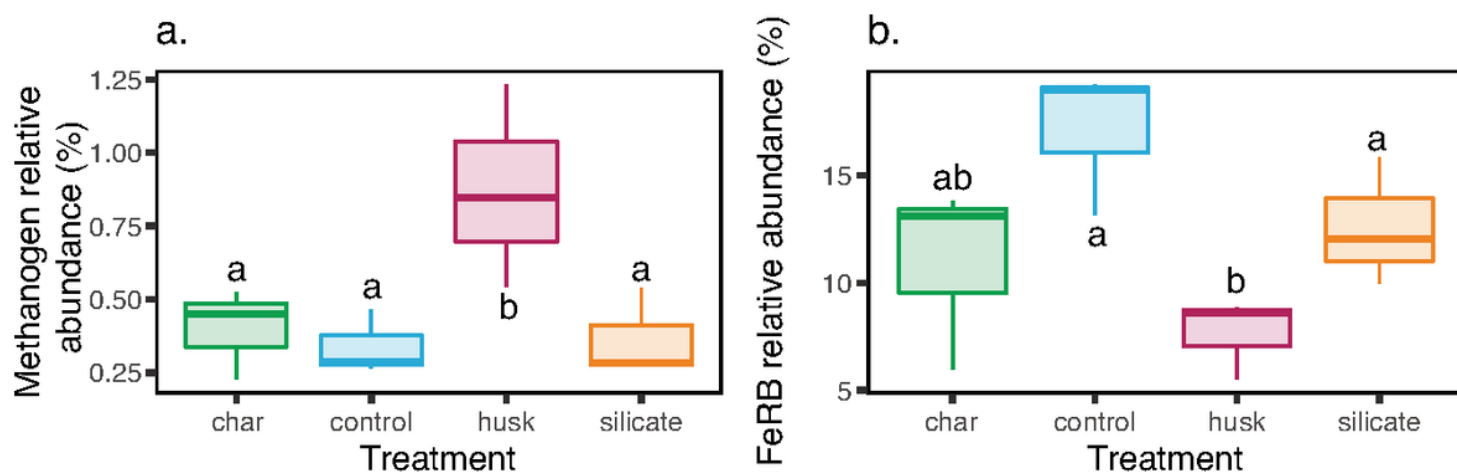 a.
Methanogen relative
abundance (%)
1.25
1.00
0.75
0.50
0.25
a
a
b
a
char
control
husk
silicate
Treatment
b.
FeRB relative abundance (%)
15
10
5
ab
a
b
a
char
control
husk
silicate
Treatment